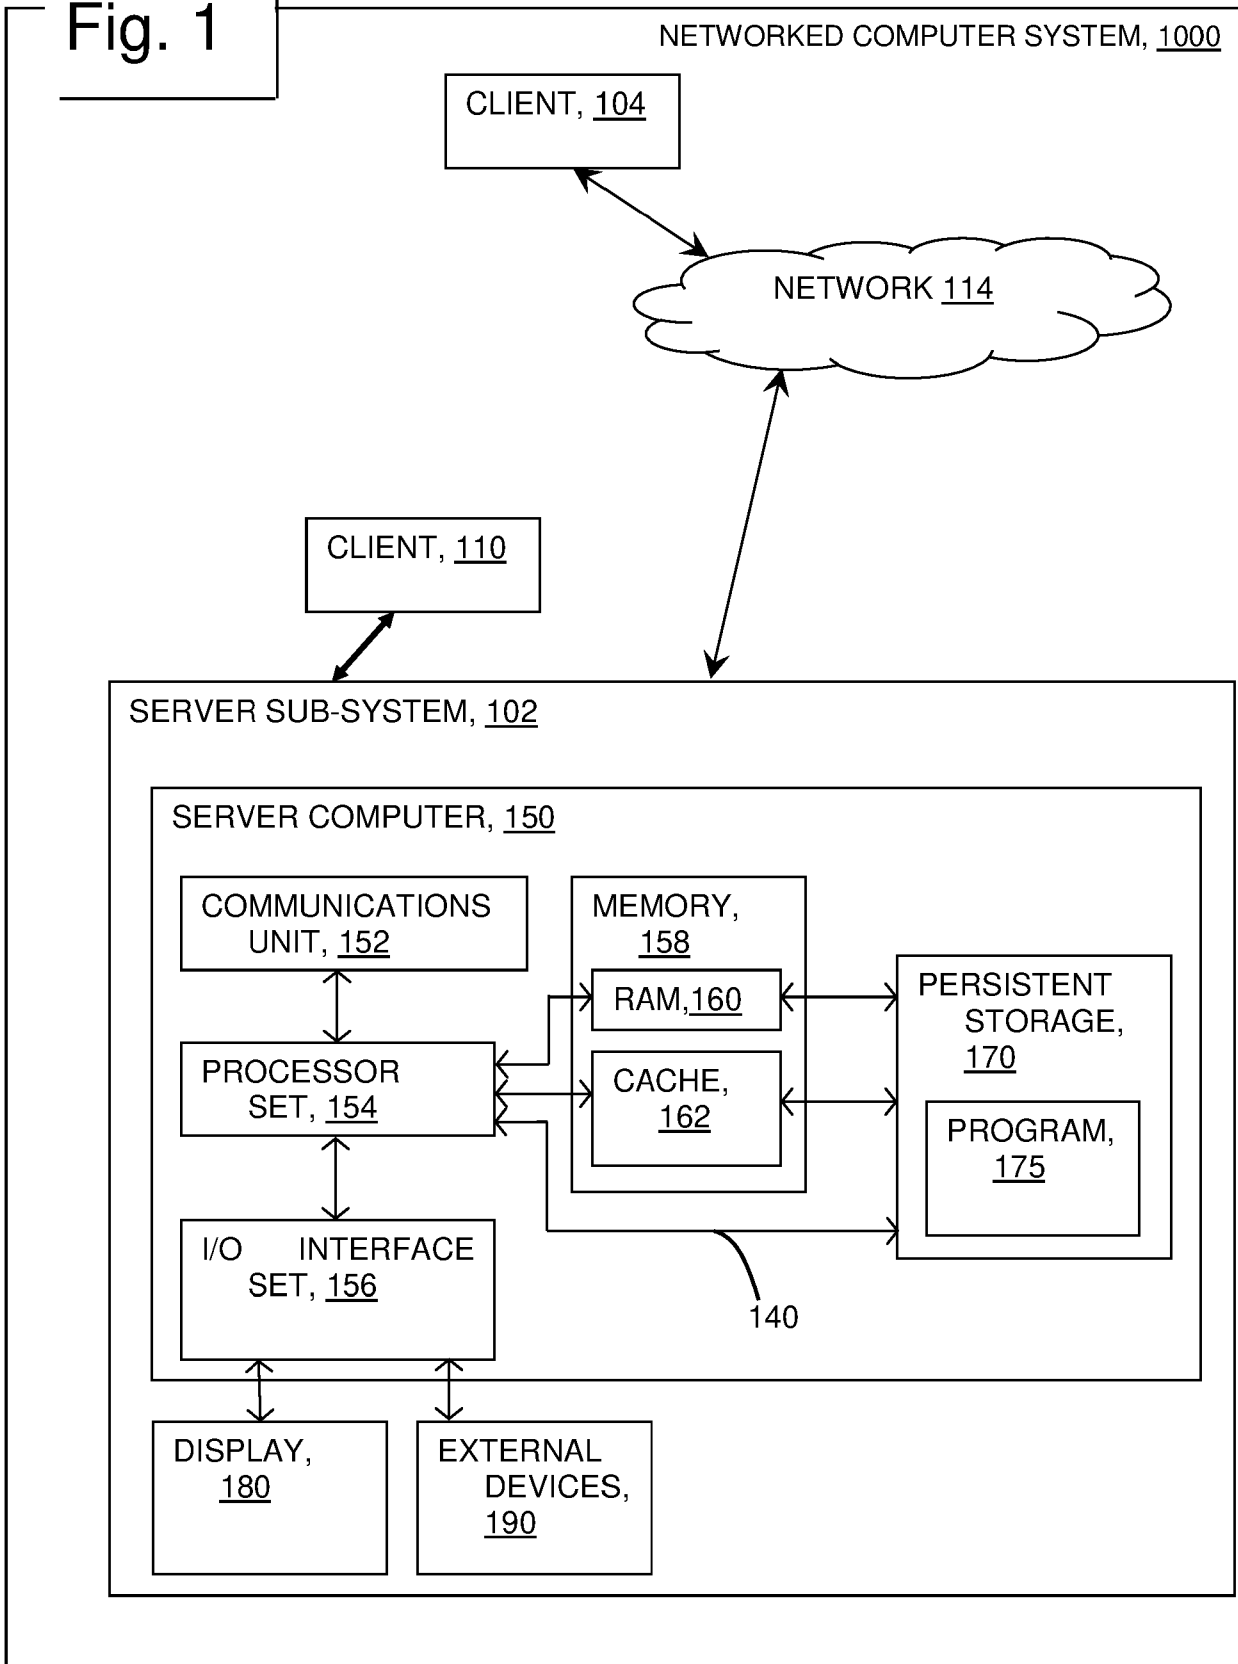 Fig. 1
NETWORKED COMPUTER SYSTEM, 1000
CLIENT, 104
NETWORK 114
CLIENT, 110
SERVER SUB-SYSTEM, 102
SERVER COMPUTER, 150
COMMUNICATIONS
UNIT, 152
MEMORY,
158
RAM,160
CACHE,
162
PERSISTENT
STORAGE,
170
PROGRAM,
175
PROCESSOR
SET, 154
I/O INTERFACE
SET, 156
140
DISPLAY,
180
EXTERNAL
DEVICES,
190